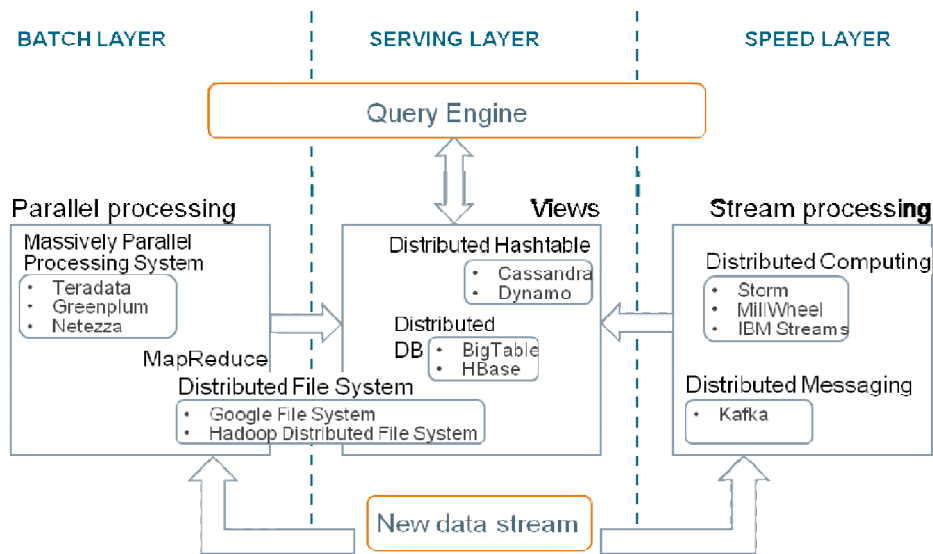 BATCH LAYER
SERVING LAYER
SPEED LAYER
Query Engine
Parallel processing
Massively Parallel
Processing System
• Teradata
• Greenplum
• Netezza
MapReduce
Distributed File System
• Google File System
• Hadoop Distributed File System
Views
Distributed Hashtable
• Cassandra
• Dynamo
Distributed
DB
• BigTable
• HBase
Stream processing
Distributed Computing
• Storm
• MillWheel
• IBM Streams
Distributed Messaging
• Kafka
New data stream